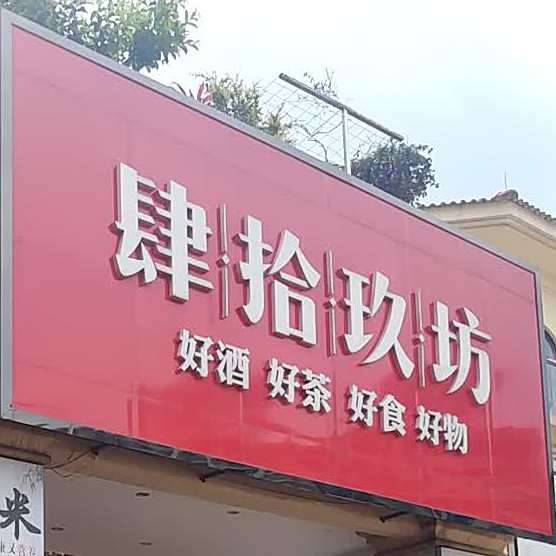 肆拾玖坊
好酒 好茶 好食 好物
米